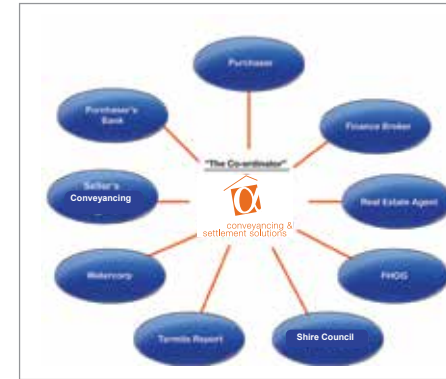 Purchaser
Purchaser's
Bank
Finance Broker
"The Co-ordinator"
Seller's
Conveyancing
Real Estate Agent
conveyancing &
settlement solutions
Watercorp
FHOG
Termite Report
Shire Council